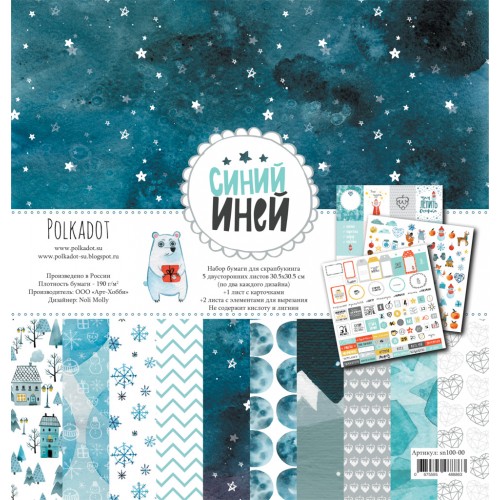 СИНИЙ
ИНЕЙ
POLKADOT
www.polkadot.su
www.polkadot-su.blogspot.ru
Произведено в России
Плотность бумаги - 190 г/м²
Производитель: ООО «Арт-Хобби»
Дизайнер: Noli Molly
Набор бумаги для скрапбукинга
5 двусторонних листов 30.5x30.5 см
(по два каждого дизайна)
+1 лист с карточками
+2 листа с элементами для вырезания
Не содержит кислоту и лигнин
ЛЕТИТЬ
Артикул: sn100-00